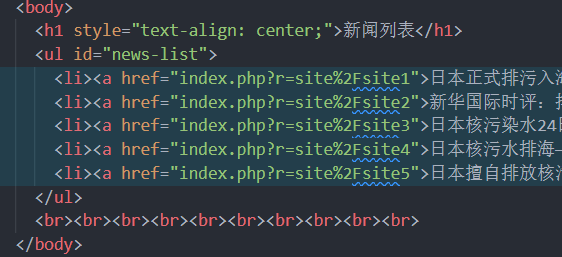 <body>
<h1 style="text-align: center;">新闻列表</h1>
<ul id="news-list">
<li><a href="index.php?r=site%2Fsite1">日本正式排污入海
<li><a href="index.php?r=site%2Fsite2">新华国际时评：
<li><a href="index.php?r=site%2Fsite3">日本核污染水24日
<li><a href="index.php?r=site%2Fsite4">日本核污水排海
<li><a href="index.php?r=site%2Fsite5">日本擅自排放核
</ul>
<br><br><br><br><br><br><br><br><br><br>
</body>